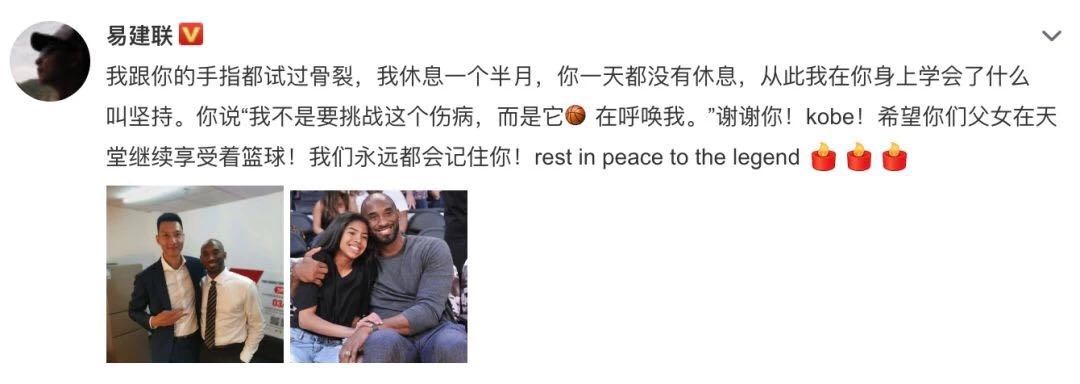 易建联
我跟你的手指都试过骨裂，我休息一个半月，你一天都没有休息，从此我在你身上学会了什么
叫坚持。你说“我不是要挑战这个伤病，而是它🏀 在呼唤我。”谢谢你！kobe！希望你们父女在天
堂继续享受着篮球！我们永远都会记住你！rest in peace to the legend